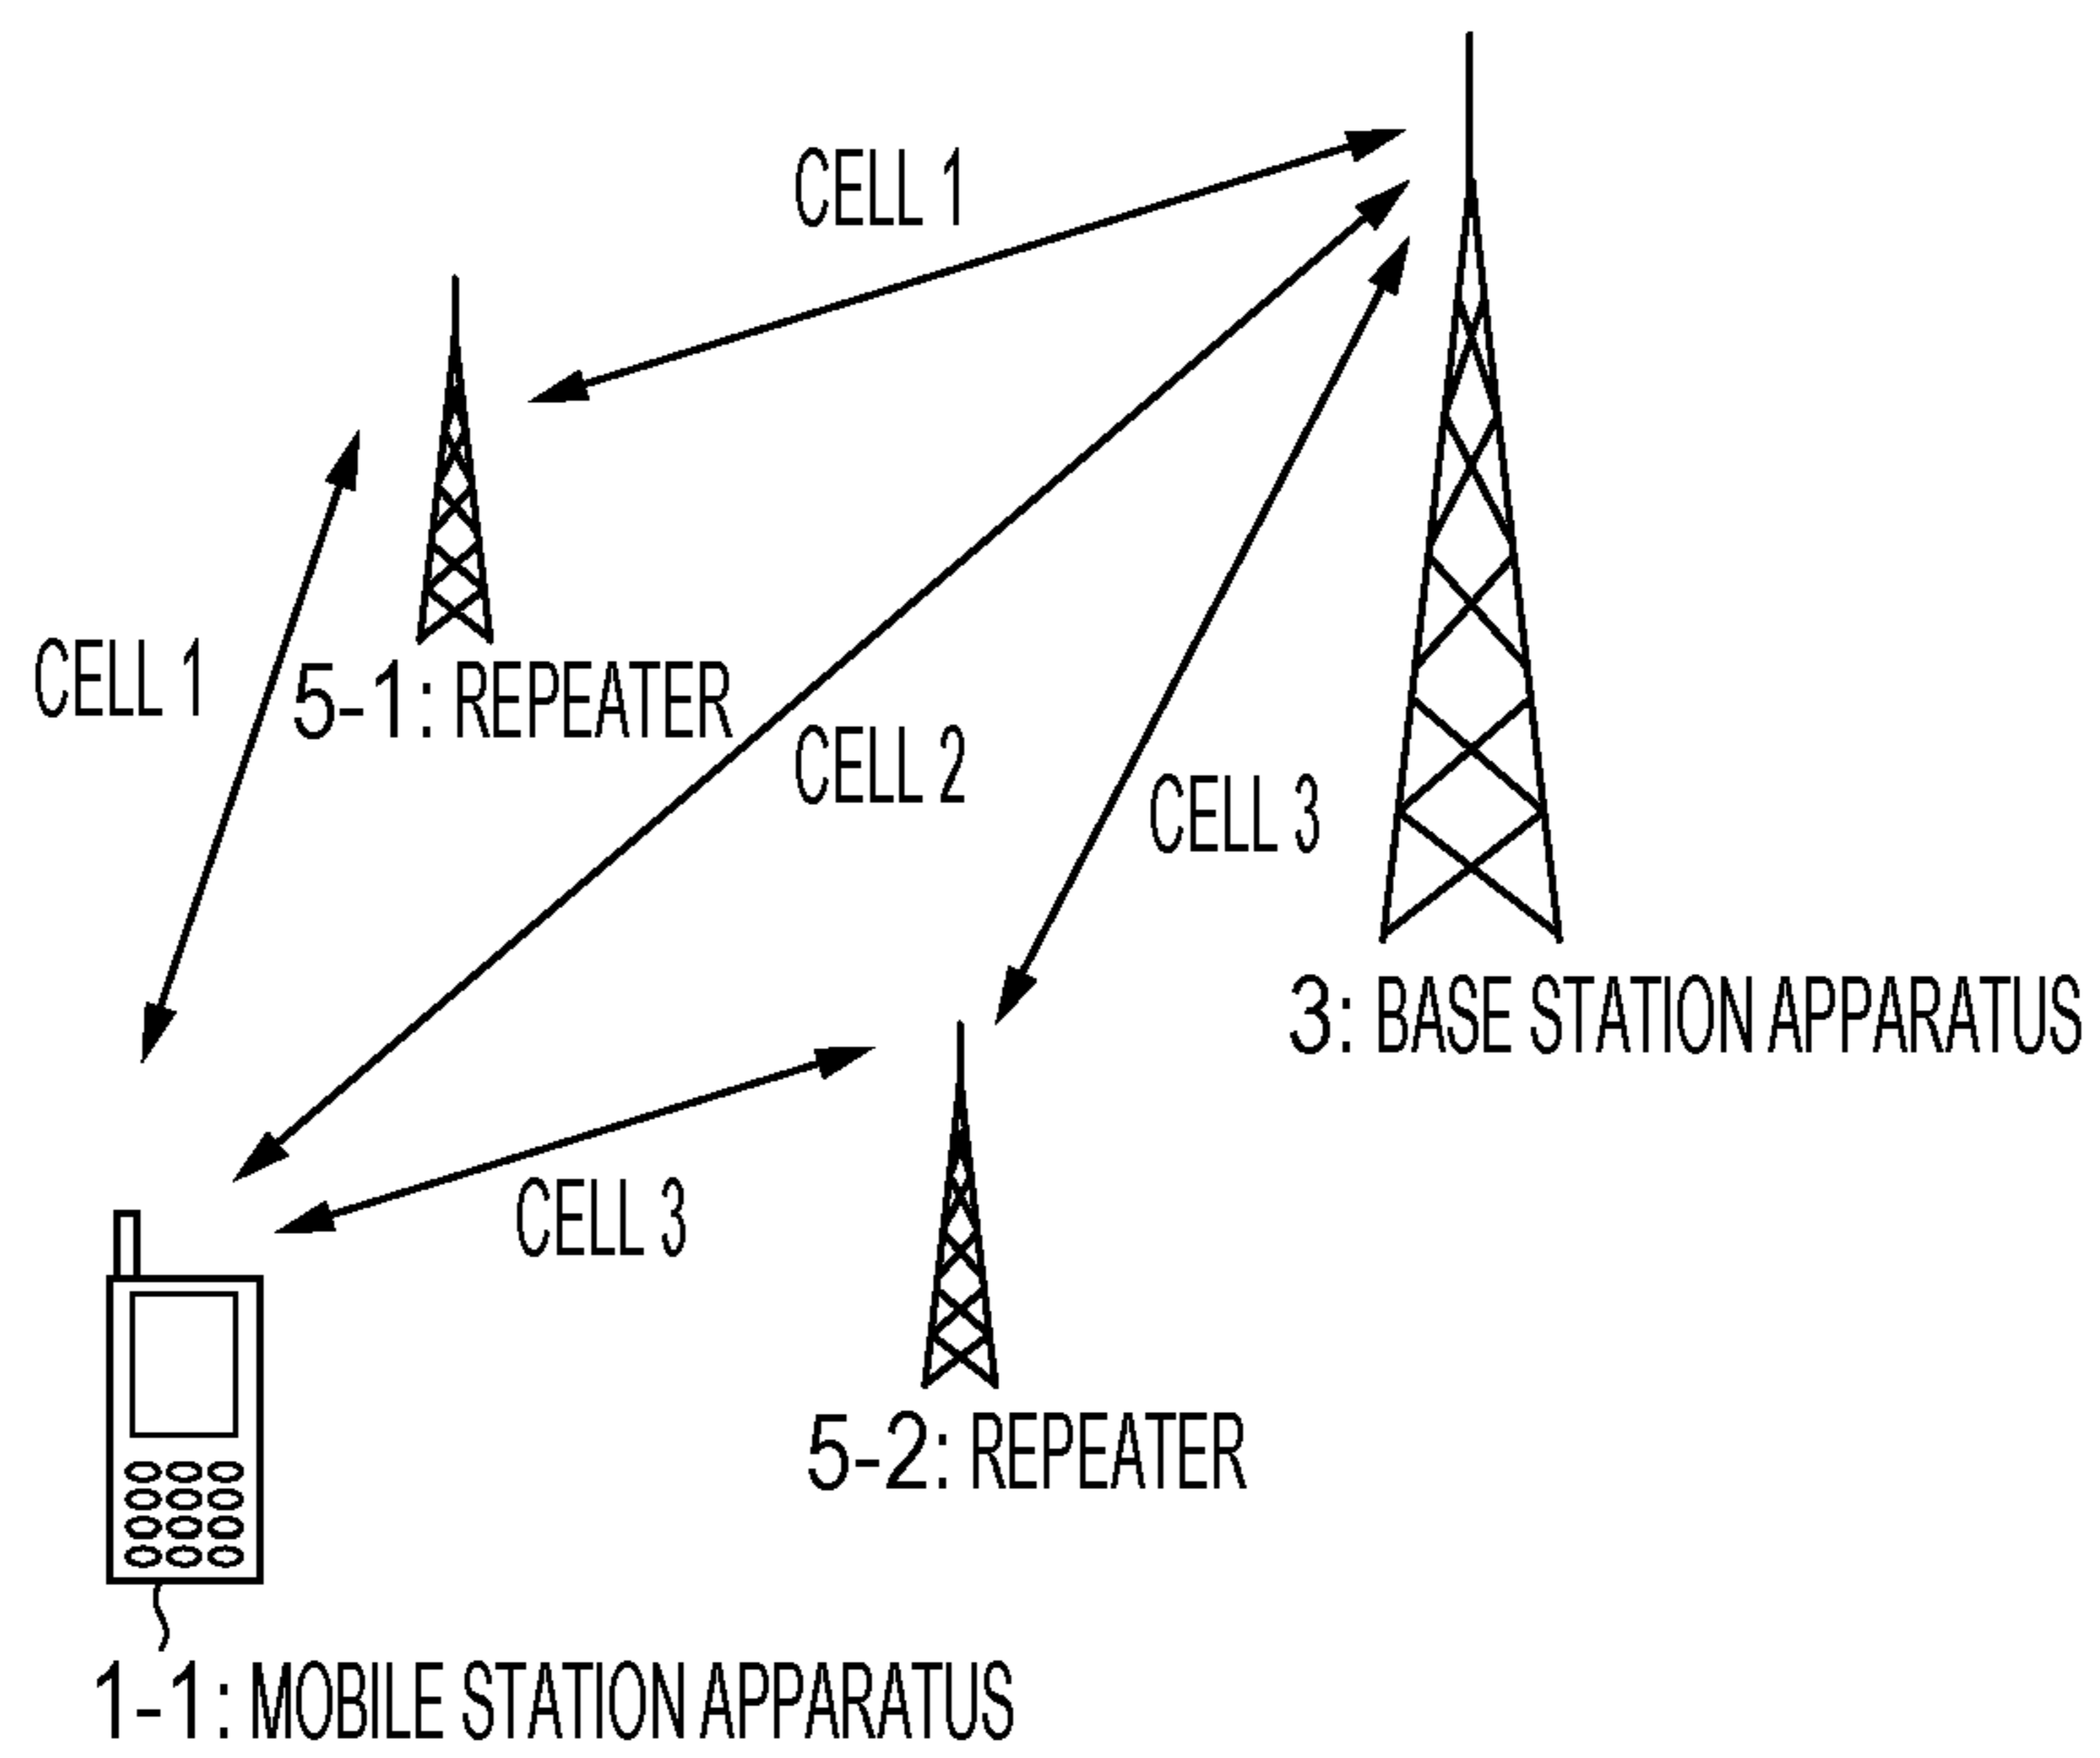 CELL 1
CELL 1
5-1: REPEATER
CELL 2
CELL 3
3: BASE STATION APPARATUS
CELL 3
5-2: REPEATER
1-1: MOBILE STATION APPARATUS